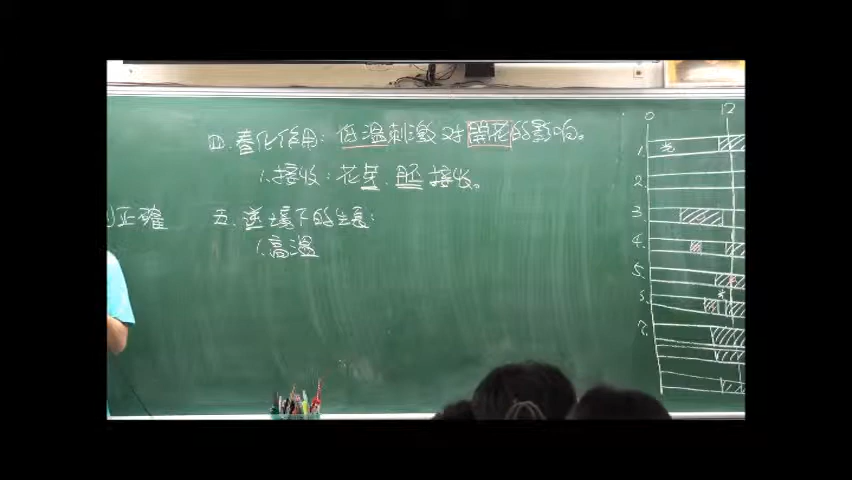 四.春化作用:低溫刺激对開花的影响。
1.接收:花芽、胚接收。
正確
五.逆境下的生長:
1.高溫
0 12
1. 光
2.
3.
4.
5.
6.
7.